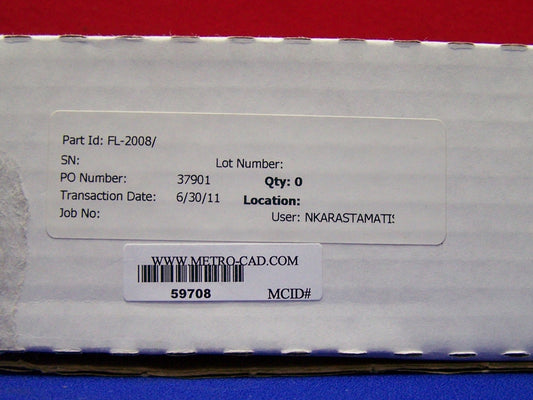 Part Id: FL-2008/
SN: Lot Number:
PO Number: 37901 Qty: 0
Transaction Date: 6/30/11 Location:
Job No: User: NKARASTAMATIS
WWW.METRO-CAD.COM
59708 MCID#